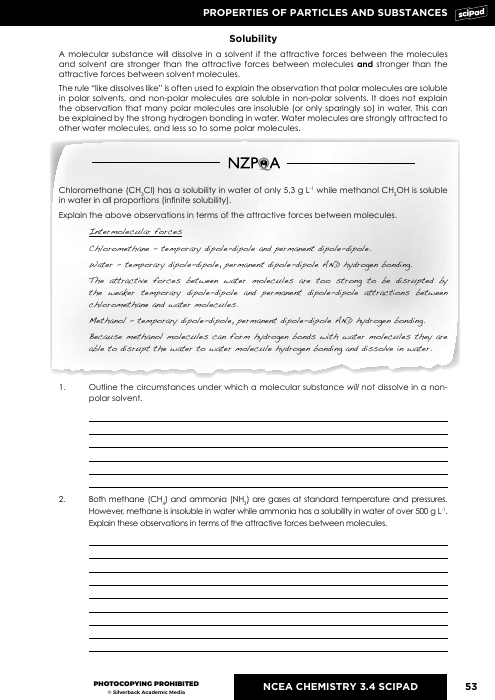 PROPERTIES OF PARTICLES AND SUBSTANCES
scipad
Solubility
A molecular substance will dissolve in a solvent if the attractive forces between the molecules
and solvent are stronger than the attractive forces between molecules and stronger than the
attractive forces between solvent molecules.
The rule "like dissolves like" is often used to explain the observation that polar molecules are soluble
in polar solvents, and non-polar molecules are soluble in non-polar solvents. It does not explain
the observation that many polar molecules are insoluble (or only sparingly so) in water. This can
be explained by the strong hydrogen bonding in water. Water molecules are strongly attracted to
other water molecules, and less so to some polar molecules.
NZPQA
Chloromethane (CH₃Cl) has a solubility in water of only 5.3 g L⁻¹ while methanol CH₃OH is soluble
in water in all proportions (infinite solubility).
Explain the above observations in terms of the attractive forces between molecules.
Intermolecular forces
Chloromethane – temporary dipole-dipole and permanent dipole-dipole.
Water – temporary dipole-dipole, permanent dipole-dipole AND hydrogen bonding.
The attractive forces between water molecules are too strong to be disrupted by
the weaker temporary dipole-dipole and permanent dipole-dipole attractions between
chloromethane and water molecules.
Methanol – temporary dipole-dipole, permanent dipole-dipole AND hydrogen bonding.
Because methanol molecules can form hydrogen bonds with water molecules they are
able to disrupt the water to water molecule hydrogen bonding and dissolve in water.
1. Outline the circumstances under which a molecular substance will not dissolve in a non-
polar solvent.
2. Both methane (CH₄) and ammonia (NH₃) are gases at standard temperature and pressures.
However, methane is insoluble in water while ammonia has a solubility in water of over 500 g L⁻¹.
Explain these observations in terms of the attractive forces between molecules.
PHOTOCOPYING PROHIBITED
© Silverback Academic Media
NCEA CHEMISTRY 3.4 SCIPAD
53